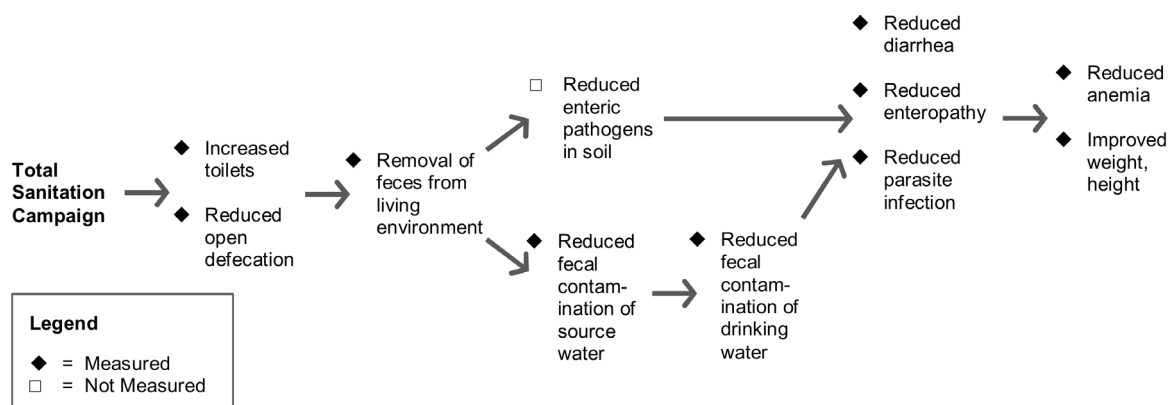 Total
Sanitation
Campaign
Increased
toilets
Reduced
open
defecation
Removal of
feces from
living
environment
Reduced
enteric
pathogens
in soil
Reduced
fecal
contam-
ination of
source
water
Reduced
fecal
contam-
ination of
drinking
water
Reduced
diarrhea
Reduced
enteropathy
Reduced
parasite
infection
Reduced
anemia
Improved
weight,
height
Legend
◆ = Measured
□ = Not Measured